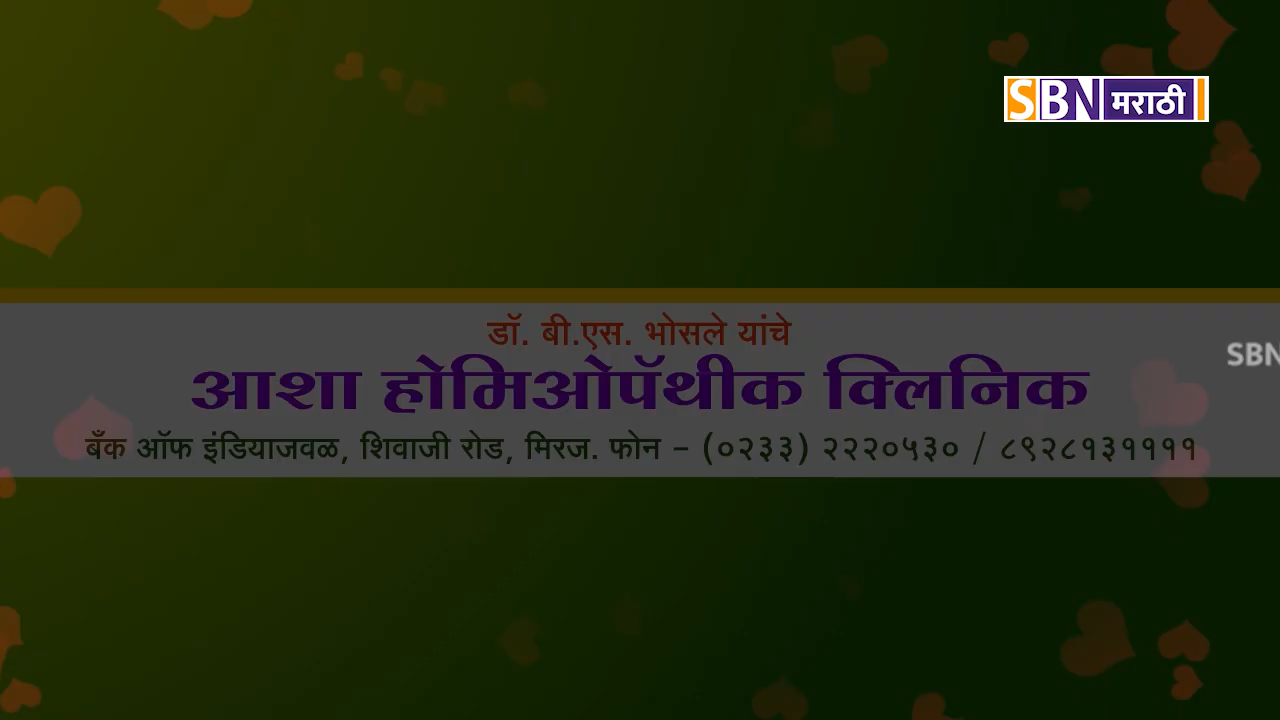 SBN मराठी
डॉ. बी.एस. भोसले यांचे
SBN
आशा होमिओपॅथीक क्लिनिक
बँक ऑफ इंडियाजवळ, शिवाजी रोड, मिरज. फोन – (०२३३) २२२०५३० / ८९२८१३११११